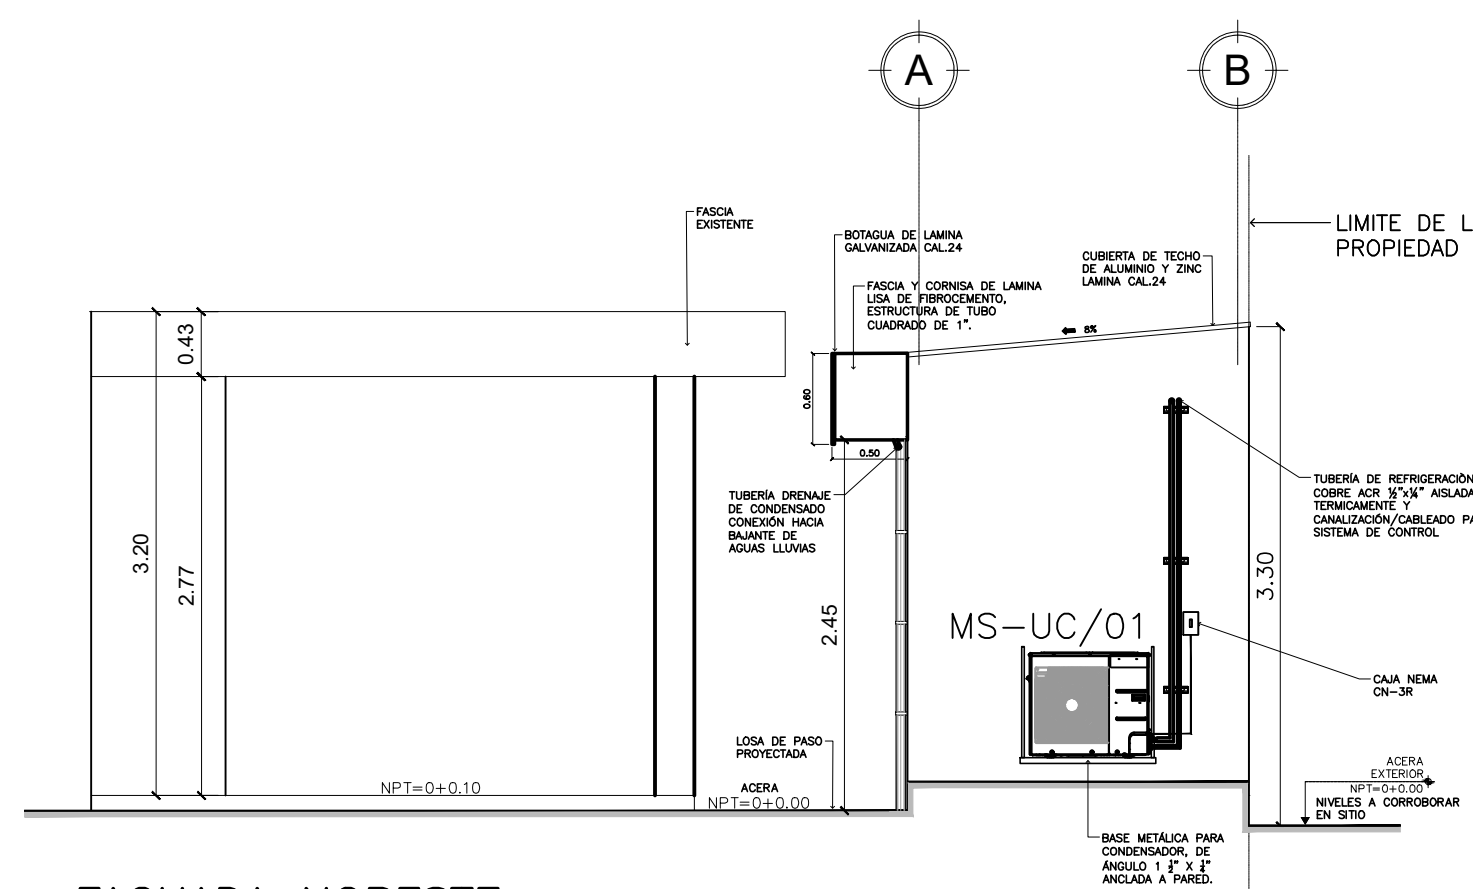 A
B
FASCIA
EXISTENTE
BOTAGUA DE LAMINA
GALVANIZADA CAL.24
LIMITE DE L
PROPIEDAD
CUBIERTA DE TECHO
DE ALUMINIO Y ZINC
LAMINA CAL.24
FASCIA Y CORNISA DE LAMINA
LISA DE FIBROCEMENTO,
ESTRUCTURA DE TUBO
CUADRADO DE 1".
8%
0.43
0.60
0.50
TUBERÍA DE REFRIGERACIÒN
COBRE ACR ½"x¼" AISLADA
TERMICAMENTE Y
CANALIZACIÓN/CABLEADO PA
SISTEMA DE CONTROL
TUBERÍA DRENAJE
DE CONDENSADO
CONEXIÓN HACIA
BAJANTE DE
AGUAS LLUVIAS
3.20
2.77
2.45
3.30
MS-UC/01
CAJA NEMA
CN-3R
LOSA DE PASO
PROYECTADA
NPT=0+0.10
ACERA
NPT=0+0.00
ACERA
EXTERIOR
NPT=0+0.00
NIVELES A CORROBORAR
EN SITIO
BASE METÁLICA PARA
CONDENSADOR, DE
ÁNGULO 1 ½" X ¼"
ANCLADA A PARED.